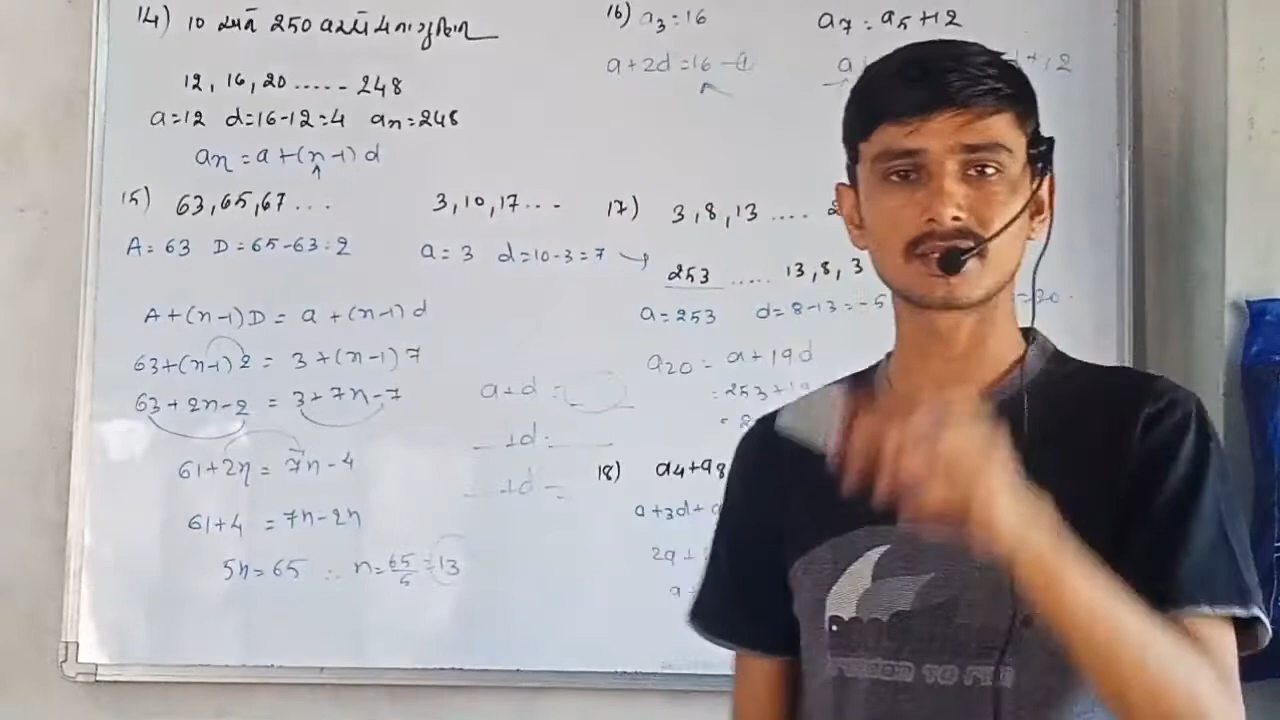 14) 10 અને 250 વચ્ચે 4 ના ગુણિત
12, 16, 20 ..... - 248
a=12 d=16-12=4 an=248
an = a+(n-1)d
15) 63,65,67 ... 3,10,17 ...
A=63 D=65-63=2 a=3 d=10-3=7
A+(n-1)D = a+(n-1)d
63+(n-1)2 = 3+(n-1)7
63+2n-2 = 3+7n-7
61+2n = 7n-4
61+4 = 7n-2n
5n=65 ∴ n=65/5=13
a+d =
+d =
+d =
16) a3=16 a7=a5+12
a+2d=16-①
17) 3,8,13 ....
253 ..... 13,8,3
a=253 d=8-13=-5
a20 = a+19d
= 253+19
18) a4+a8
a+3d+a
2a+